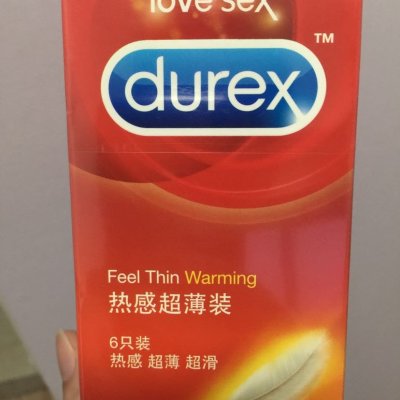 love sex
durex
™
Feel Thin Warming
热感超薄装
6只装
热感 超薄 超滑